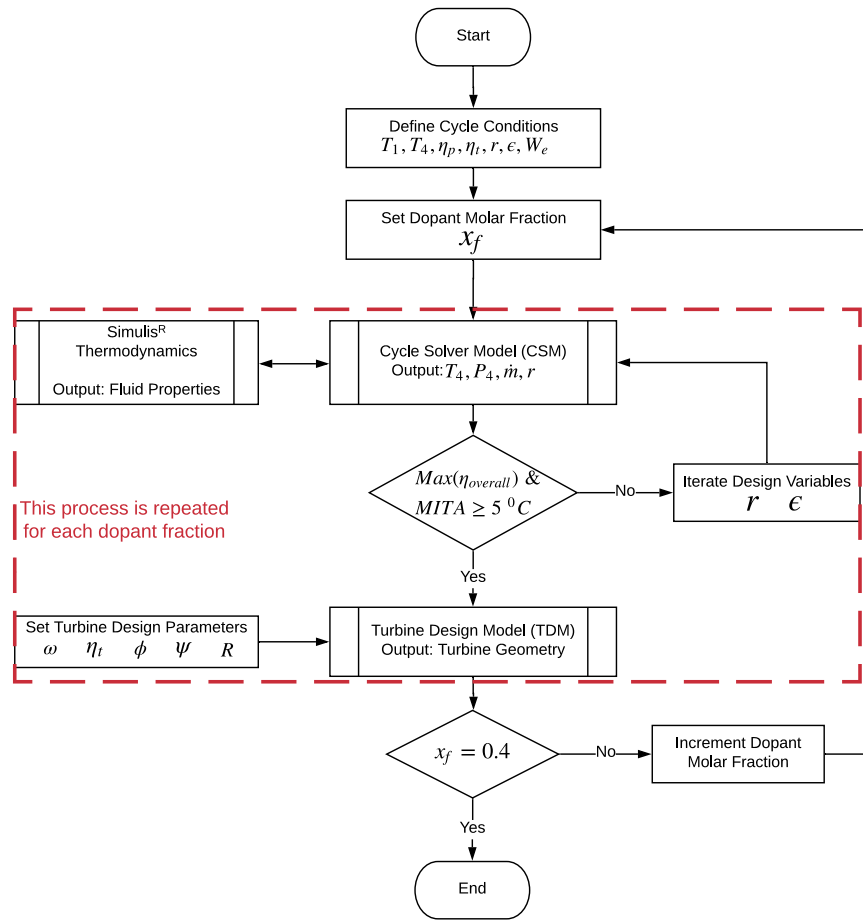 Start
Define Cycle Conditions
T₁, T₄, ηₚ, ηₜ, r, ϵ, Wₑ
Set Dopant Molar Fraction
x_f
Simulisᴿ
Thermodynamics
Output: Fluid Properties
Cycle Solver Model (CSM)
Output: T₄, P₄, ṁ, r
Max(η_overall) &
MITA ≥ 5 ⁰C
No
Iterate Design Variables
r ϵ
This process is repeated
for each dopant fraction
Yes
Set Turbine Design Parameters
ω ηₜ ϕ ψ R
Turbine Design Model (TDM)
Output: Turbine Geometry
x_f = 0.4
No
Increment Dopant
Molar Fraction
Yes
End